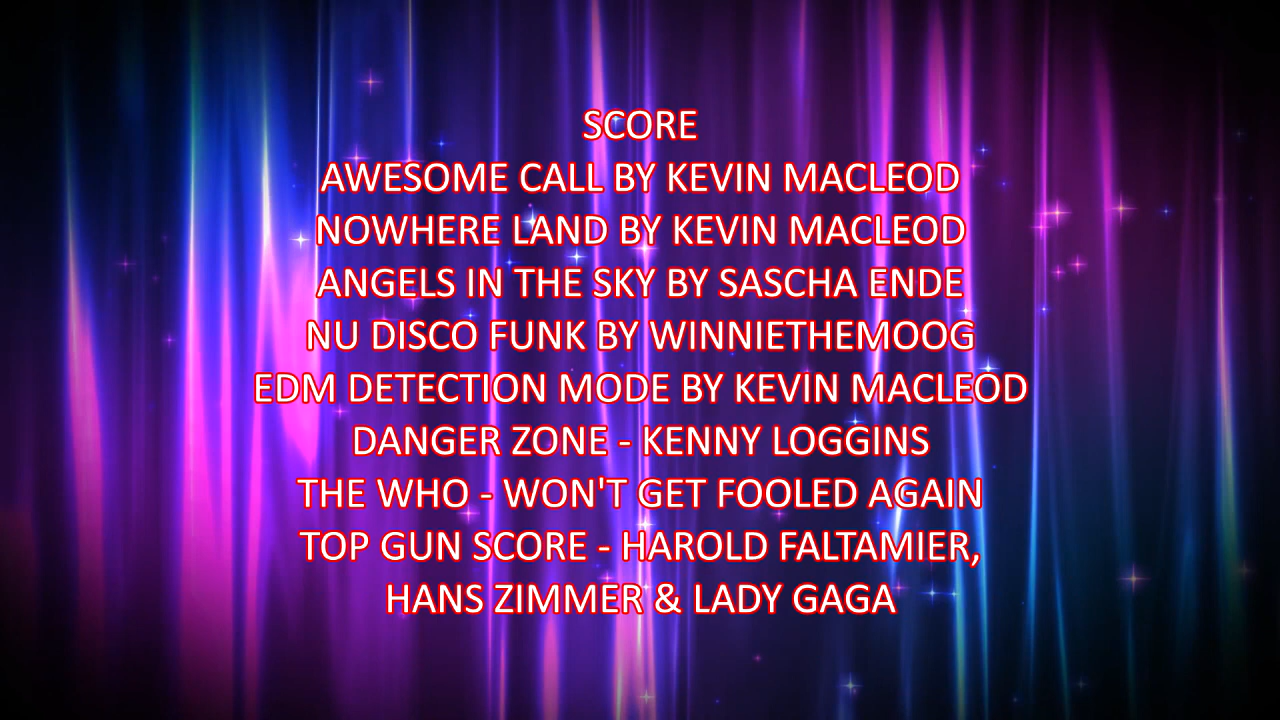 SCORE
AWESOME CALL BY KEVIN MACLEOD
NOWHERE LAND BY KEVIN MACLEOD
ANGELS IN THE SKY BY SASCHA ENDE
NU DISCO FUNK BY WINNIETHEMOOG
EDM DETECTION MODE BY KEVIN MACLEOD
DANGER ZONE - KENNY LOGGINS
THE WHO - WON'T GET FOOLED AGAIN
TOP GUN SCORE - HAROLD FALTAMIER,
HANS ZIMMER & LADY GAGA